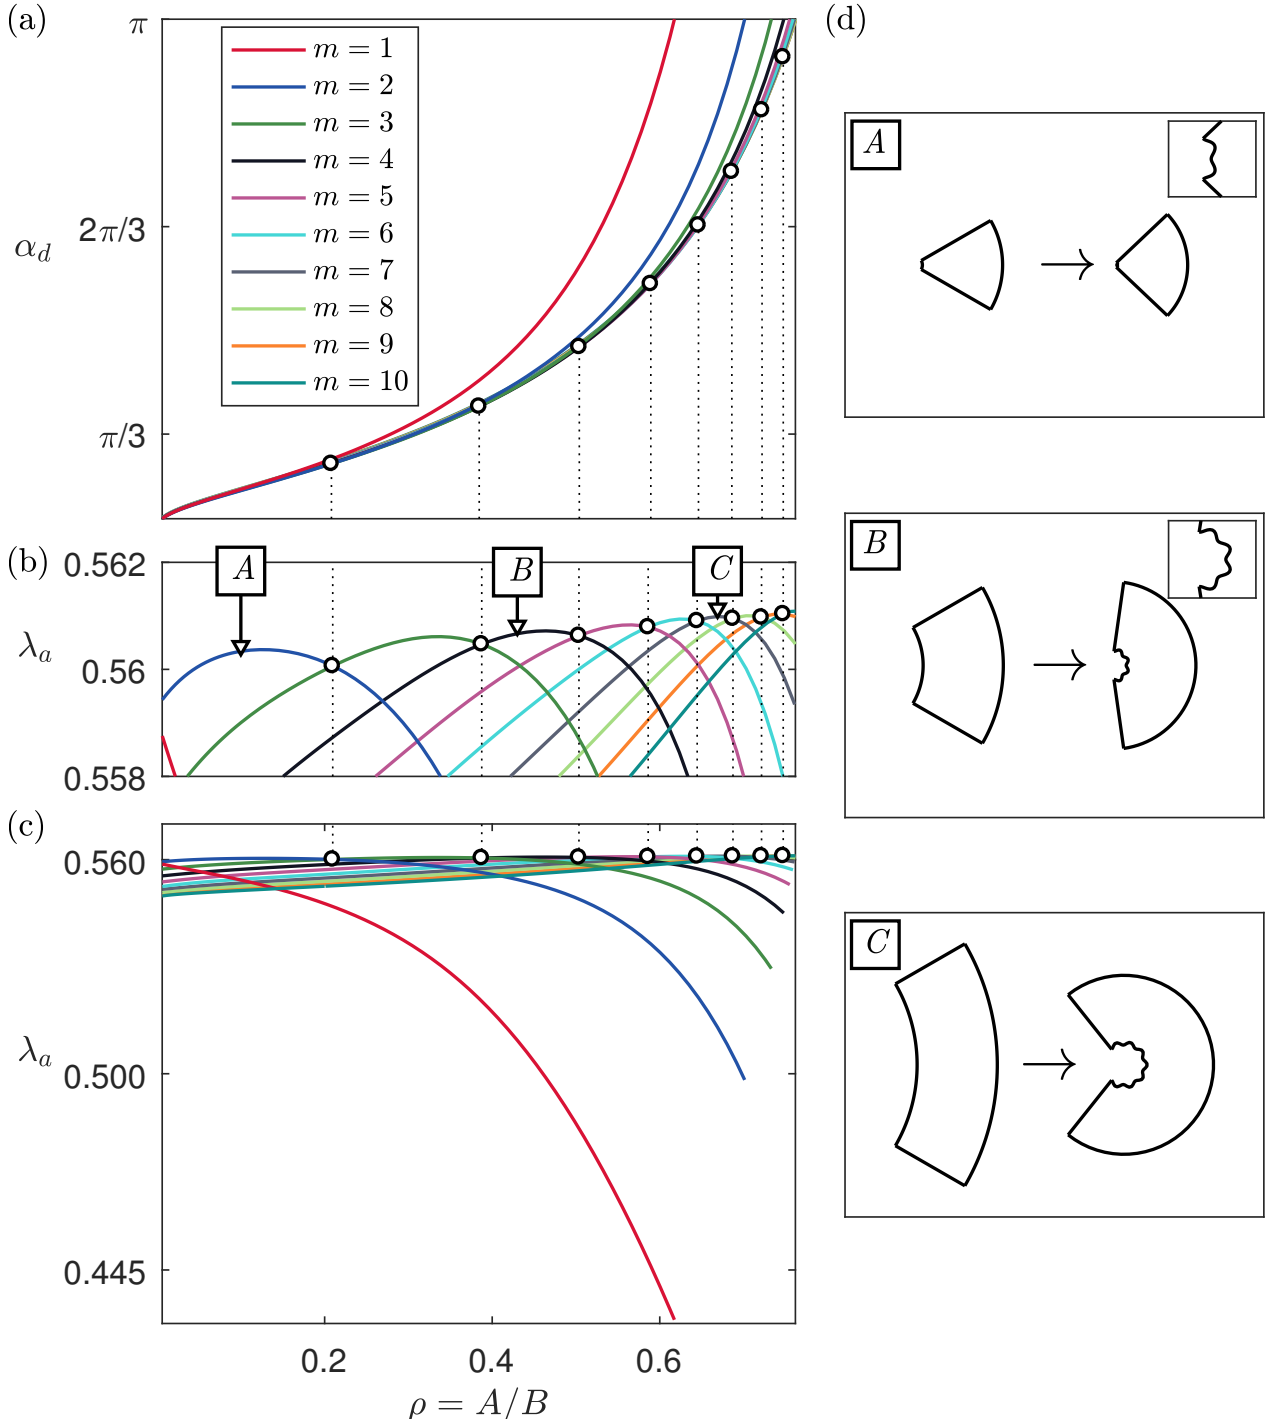 (a)
π
2π/3
π/3
α_d
m = 1
m = 2
m = 3
m = 4
m = 5
m = 6
m = 7
m = 8
m = 9
m = 10
(b)
0.562
0.56
0.558
λ_a
A
B
C
(c)
0.560
0.500
0.445
λ_a
0.2
0.4
0.6
ρ = A/B
(d)
A
B
C